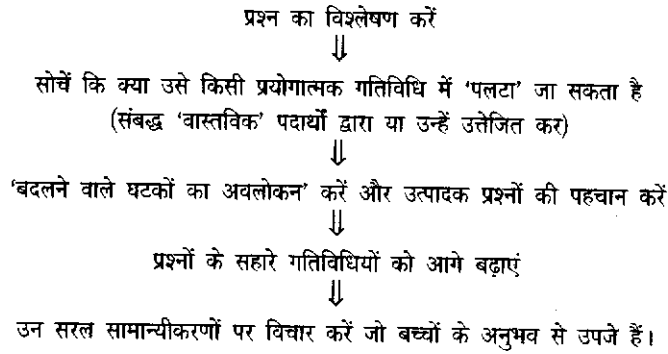 प्रश्न का विश्लेषण करें
⇓
सोचें कि क्या उसे किसी प्रयोगात्मक गतिविधि में 'पलटा' जा सकता है
(संबद्ध 'वास्तविक' पदार्थों द्वारा या उन्हें उत्तेजित कर)
⇓
'बदलने वाले घटकों का अवलोकन' करें और उत्पादक प्रश्नों की पहचान करें
⇓
प्रश्नों के सहारे गतिविधियों को आगे बढ़ाएं
⇓
उन सरल सामान्यीकरणों पर विचार करें जो बच्चों के अनुभव से उपजे हैं।